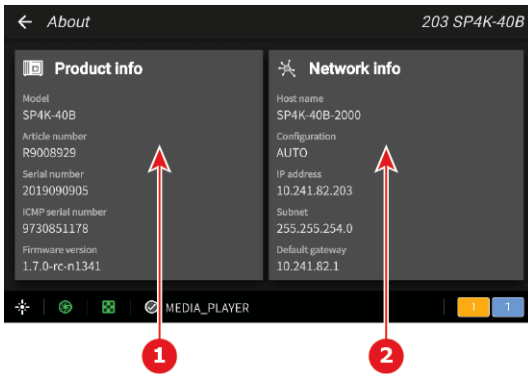 About
203 SP4K-40B
Product info
Model
SP4K-40B
Article number
R9008929
Serial number
2019090905
ICMP serial number
9730851178
Firmware version
1.7.0-rc-n1341
Network info
Host name
SP4K-40B-2000
Configuration
AUTO
IP address
10.241.82.203
Subnet
255.255.254.0
Default gateway
10.241.82.1
MEDIA_PLAYER
1
1
1
2